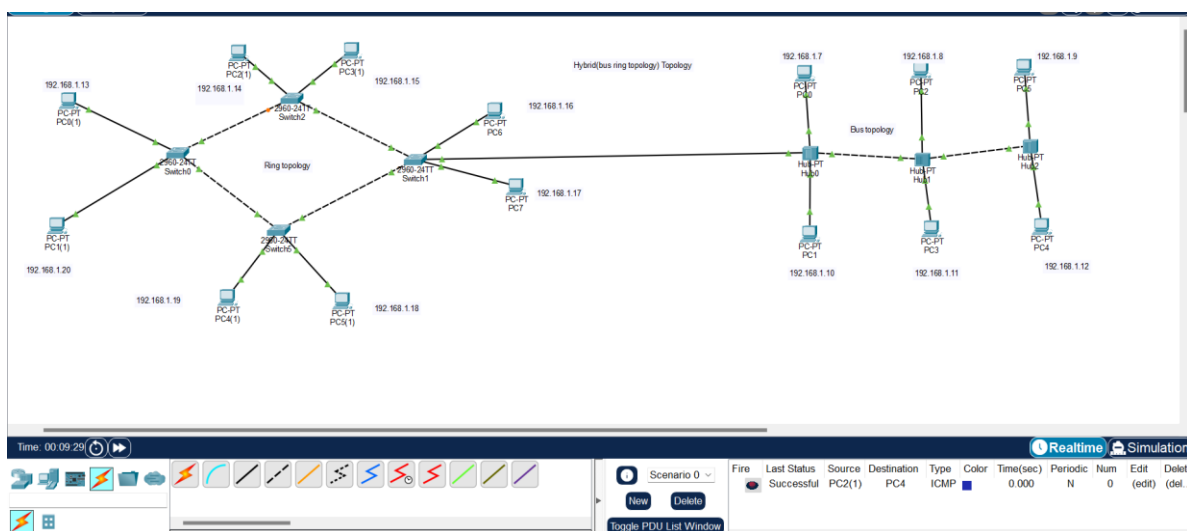 192.168.1.13
PC-PT
PC0(1)
PC-PT
PC2(1)
192.168.1.14
PC-PT
PC3(1)
192.168.1.15
2960-24TT
Switch2
2960-24TT
Switch0
Ring topology
192.168.1.16
PC-PT
PC6
2960-24TT
Switch1
192.168.1.17
PC-PT
PC7
PC-PT
PC1(1)
192.168.1.20
2960-24TT
Switch5
192.168.1.19
PC-PT
PC4(1)
PC-PT
PC5(1)
192.168.1.18
Hybrid(bus ring topology) Topology
192.168.1.7
192.168.1.8
192.168.1.9
PC-PT
PC0
PC-PT
PC2
PC-PT
PC5
Bus topology
Hub-PT
Hub0
Hub-PT
Hub1
Hub-PT
Hub2
PC-PT
PC1
PC-PT
PC3
PC-PT
PC4
192.168.1.10
192.168.1.11
192.168.1.12
Time: 00:09:29
Realtime
Simulation
Scenario 0
New
Delete
Toggle PDU List Window
Fire Last Status Source Destination Type Color Time(sec) Periodic Num Edit Delet
Successful PC2(1) PC4 ICMP 0.000 N 0 (edit) (del..